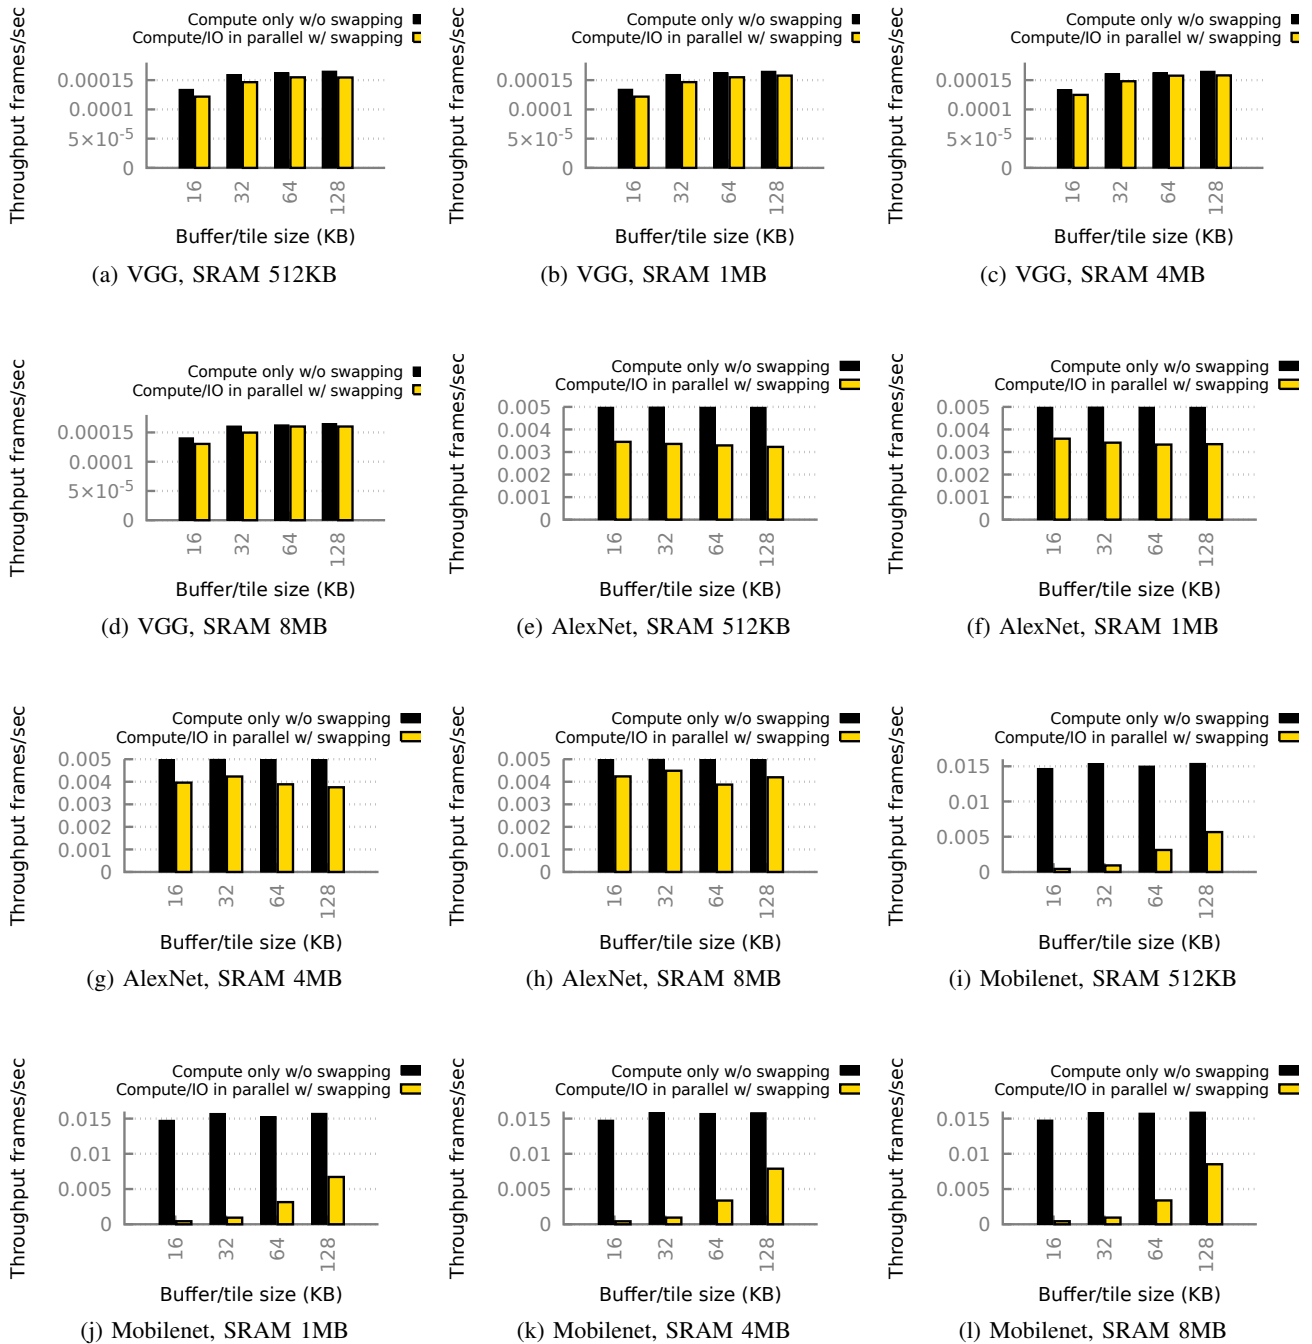 Throughput frames/sec
Compute only w/o swapping
Compute/IO in parallel w/ swapping
0.00015
0.0001
5×10-5
0
16
32
64
128
Buffer/tile size (KB)
(a) VGG, SRAM 512KB
Throughput frames/sec
Compute only w/o swapping
Compute/IO in parallel w/ swapping
0.00015
0.0001
5×10-5
0
16
32
64
128
Buffer/tile size (KB)
(b) VGG, SRAM 1MB
Throughput frames/sec
Compute only w/o swapping
Compute/IO in parallel w/ swapping
0.00015
0.0001
5×10-5
0
16
32
64
128
Buffer/tile size (KB)
(c) VGG, SRAM 4MB
Throughput frames/sec
Compute only w/o swapping
Compute/IO in parallel w/ swapping
0.00015
0.0001
5×10-5
0
16
32
64
128
Buffer/tile size (KB)
(d) VGG, SRAM 8MB
Throughput frames/sec
Compute only w/o swapping
Compute/IO in parallel w/ swapping
0.005
0.004
0.003
0.002
0.001
0
16
32
64
128
Buffer/tile size (KB)
(e) AlexNet, SRAM 512KB
Throughput frames/sec
Compute only w/o swapping
Compute/IO in parallel w/ swapping
0.005
0.004
0.003
0.002
0.001
0
16
32
64
128
Buffer/tile size (KB)
(f) AlexNet, SRAM 1MB
Throughput frames/sec
Compute only w/o swapping
Compute/IO in parallel w/ swapping
0.005
0.004
0.003
0.002
0.001
0
16
32
64
128
Buffer/tile size (KB)
(g) AlexNet, SRAM 4MB
Throughput frames/sec
Compute only w/o swapping
Compute/IO in parallel w/ swapping
0.005
0.004
0.003
0.002
0.001
0
16
32
64
128
Buffer/tile size (KB)
(h) AlexNet, SRAM 8MB
Throughput frames/sec
Compute only w/o swapping
Compute/IO in parallel w/ swapping
0.015
0.01
0.005
0
16
32
64
128
Buffer/tile size (KB)
(i) Mobilenet, SRAM 512KB
Throughput frames/sec
Compute only w/o swapping
Compute/IO in parallel w/ swapping
0.015
0.01
0.005
0
16
32
64
128
Buffer/tile size (KB)
(j) Mobilenet, SRAM 1MB
Throughput frames/sec
Compute only w/o swapping
Compute/IO in parallel w/ swapping
0.015
0.01
0.005
0
16
32
64
128
Buffer/tile size (KB)
(k) Mobilenet, SRAM 4MB
Throughput frames/sec
Compute only w/o swapping
Compute/IO in parallel w/ swapping
0.015
0.01
0.005
0
16
32
64
128
Buffer/tile size (KB)
(l) Mobilenet, SRAM 8MB